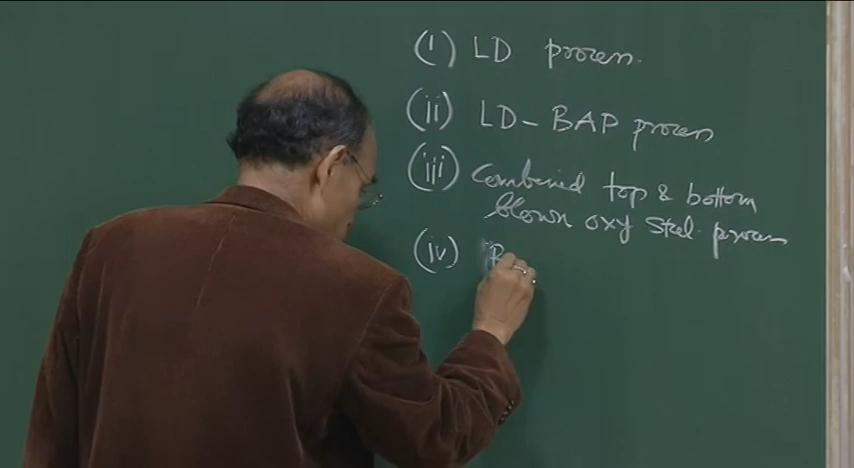 (i) LD process.
(ii) LD - BAP process
(iii) Combined top & bottom
blown oxy steel process
(iv)